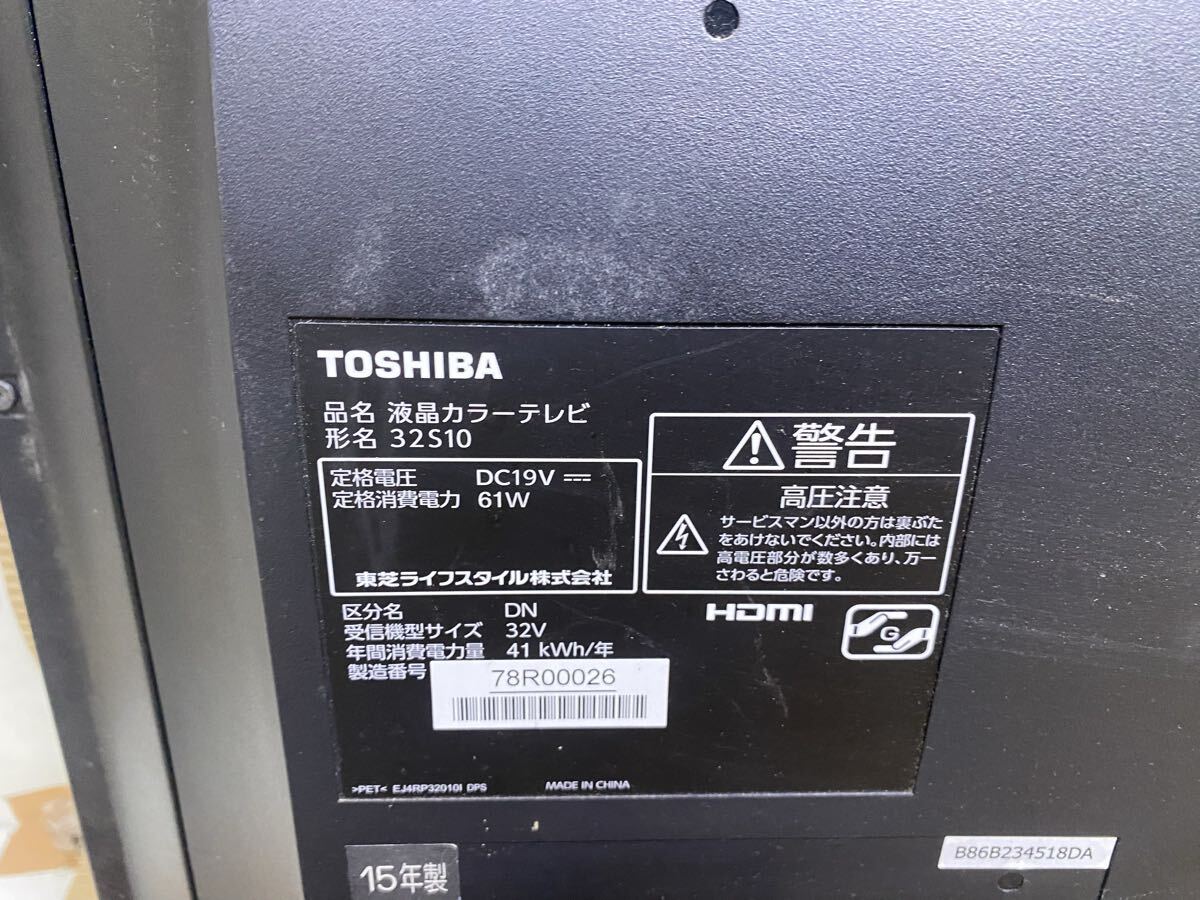 TOSHIBA
品名 液晶カラーテレビ
形名 32S10
定格電圧 DC19V ⎓
定格消費電力 61W
東芝ライフスタイル株式会社
⚠警告
高圧注意
サービスマン以外の方は裏ぶた
をあけないでください。内部には
高電圧部分が数多くあり、万一
さわると危険です。
区分名 DN
受信機型サイズ 32V
年間消費電力量 41 kWh/年
製造番号 78R00026
HDMI
G
>PET< EJ4RP32010I DPS MADE IN CHINA
15年製
B86B234518DA